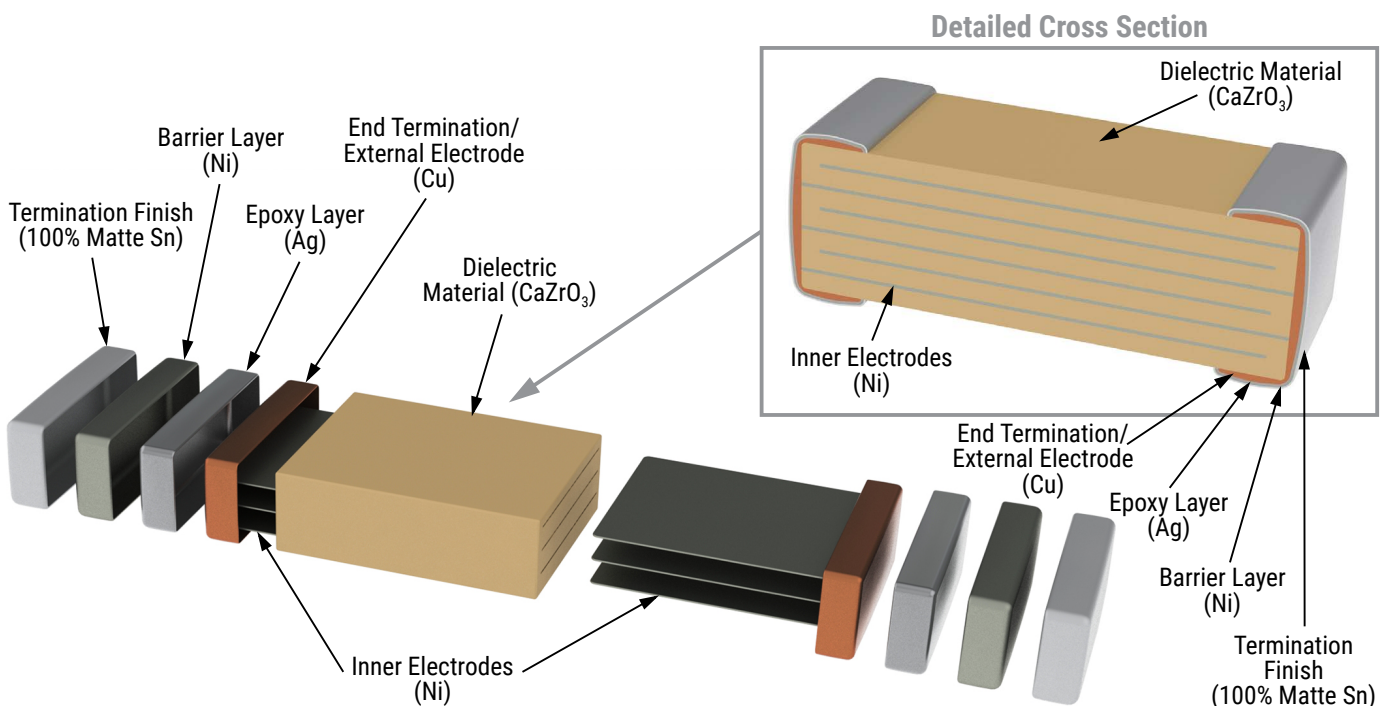 Detailed Cross Section
Dielectric Material
(CaZrO₃)
Inner Electrodes
(Ni)
End Termination/
External Electrode
(Cu)
Epoxy Layer
(Ag)
Barrier Layer
(Ni)
Termination
Finish
(100% Matte Sn)
Termination Finish
(100% Matte Sn)
Barrier Layer
(Ni)
Epoxy Layer
(Ag)
End Termination/
External Electrode
(Cu)
Dielectric
Material (CaZrO₃)
Inner Electrodes
(Ni)